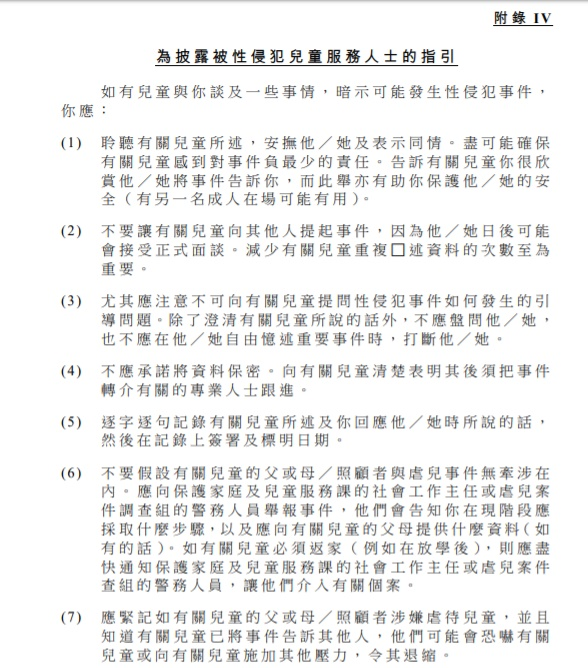 附錄 IV
為披露被性侵犯兒童服務人士的指引
如有兒童與你談及一些事情，暗示可能發生性侵犯事件，
你應：
(1) 聆聽有關兒童所述，安撫他／她及表示同情。盡可能確保
有關兒童感到對事件負最少的責任。告訴有關兒童你很欣
賞他／她將事件告訴你，而此舉亦有助你保護他／她的安
全（有另一名成人在場可能有用）。
(2) 不要讓有關兒童向其他人提起事件，因為他／她日後可能
會接受正式面談。減少有關兒童重複□述資料的次數至為
重要。
(3) 尤其應注意不可向有關兒童提問性侵犯事件如何發生的引
導問題。除了澄清有關兒童所說的話外，不應盤問他／她，
也不應在他／她自由憶述重要事件時，打斷他／她。
(4) 不應承諾將資料保密。向有關兒童清楚表明其後須把事件
轉介有關的專業人士跟進。
(5) 逐字逐句記錄有關兒童所述及你回應他／她時所說的話，
然後在記錄上簽署及標明日期。
(6) 不要假設有關兒童的父或母／照顧者與虐兒事件無牽涉在
內。應向保護家庭及兒童服務課的社會工作主任或虐兒案
件調查組的警務人員舉報事件，他們會告知你在現階段應
採取什麼步驟，以及應向有關兒童的父母提供什麼資料（如
有的話）。如有關兒童必須返家（例如在放學後），則應盡
快通知保護家庭及兒童服務課的社會工作主任或虐兒案件
查組的警務人員，讓他們介入有關個案。
(7) 應緊記如有關兒童的父或母／照顧者涉嫌虐待兒童，並且
知道有關兒童已將事件告訴其他人，他們可能會恐嚇有關
兒童或向有關兒童施加其他壓力，令其退縮。